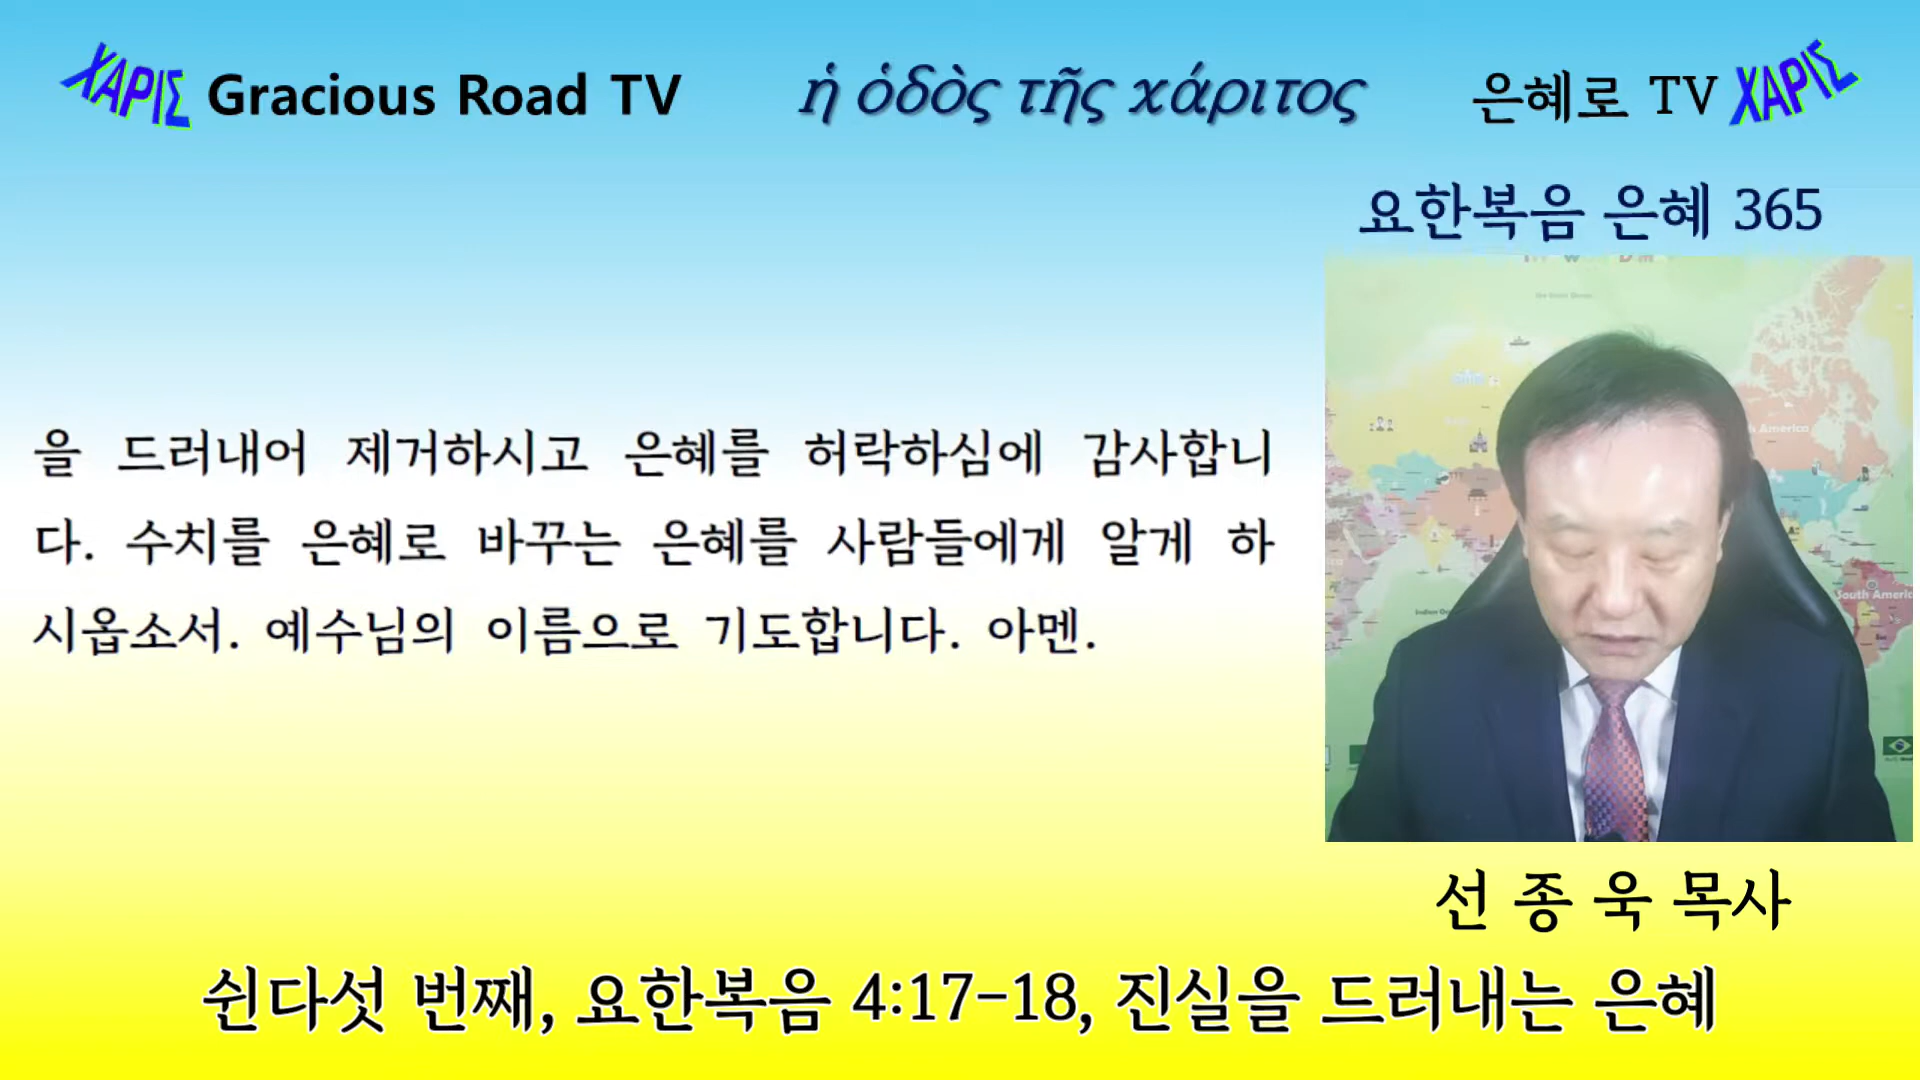 ΧΑΡΙΣ Gracious Road TV ἡ ὁδὸς τῆς χάριτος 은혜로 TV ΧΑΡΙΣ
요한복음 은혜 365
을 드러내어 제거하시고 은혜를 허락하심에 감사합니
다. 수치를 은혜로 바꾸는 은혜를 사람들에게 알게 하
시옵소서. 예수님의 이름으로 기도합니다. 아멘.
South America
선 종 욱 목사
쉰다섯 번째, 요한복음 4:17-18, 진실을 드러내는 은혜